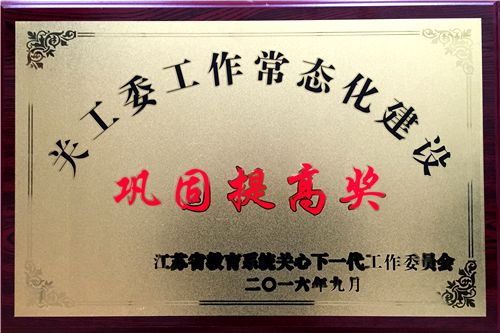 关工委工作常态化建设
巩固提高奖
江苏省教育系统关心下一代工作委员会
二〇一六年九月